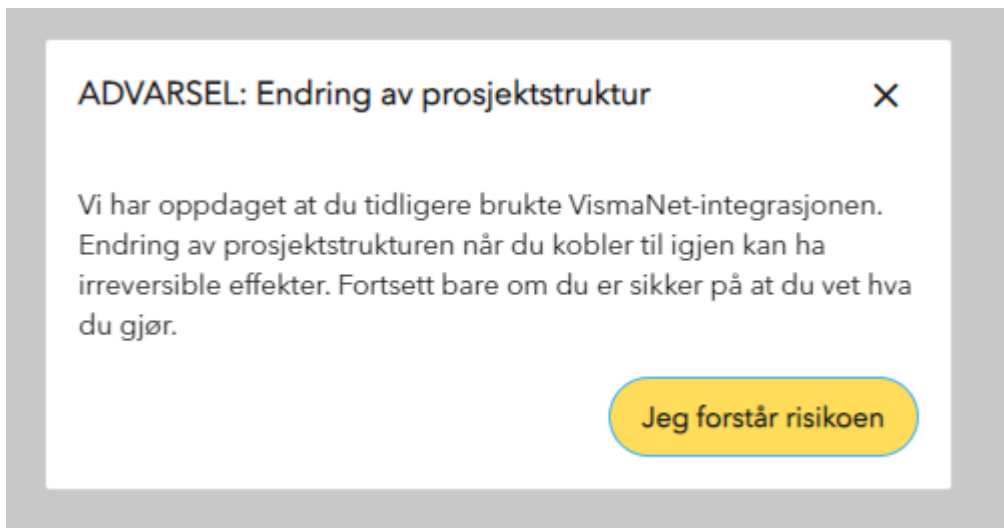 ADVARSEL: Endring av prosjektstruktur
Vi har oppdaget at du tidligere brukte VismaNet-integrasjonen.
Endring av prosjektstrukturen når du kobler til igjen kan ha
irreversible effekter. Fortsett bare om du er sikker på at du vet hva
du gjør.
Jeg forstår risikoen